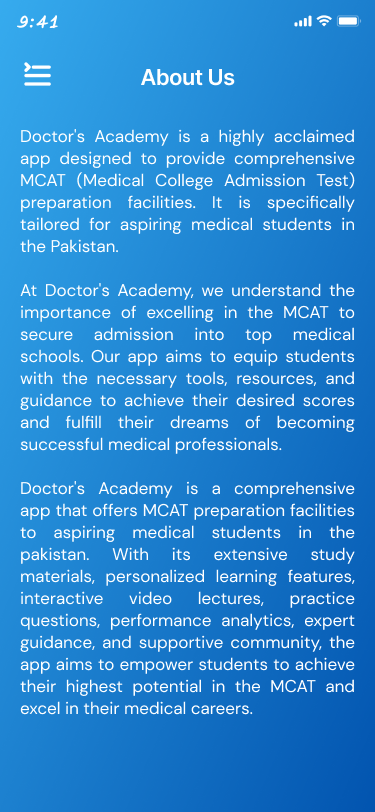 9:41
About Us
Doctor's Academy is a highly acclaimed
app designed to provide comprehensive
MCAT (Medical College Admission Test)
preparation facilities. It is specifically
tailored for aspiring medical students in
the Pakistan.
At Doctor's Academy, we understand the
importance of excelling in the MCAT to
secure admission into top medical
schools. Our app aims to equip students
with the necessary tools, resources, and
guidance to achieve their desired scores
and fulfill their dreams of becoming
successful medical professionals.
Doctor's Academy is a comprehensive
app that offers MCAT preparation facilities
to aspiring medical students in the
pakistan. With its extensive study
materials, personalized learning features,
interactive video lectures, practice
questions, performance analytics, expert
guidance, and supportive community, the
app aims to empower students to achieve
their highest potential in the MCAT and
excel in their medical careers.